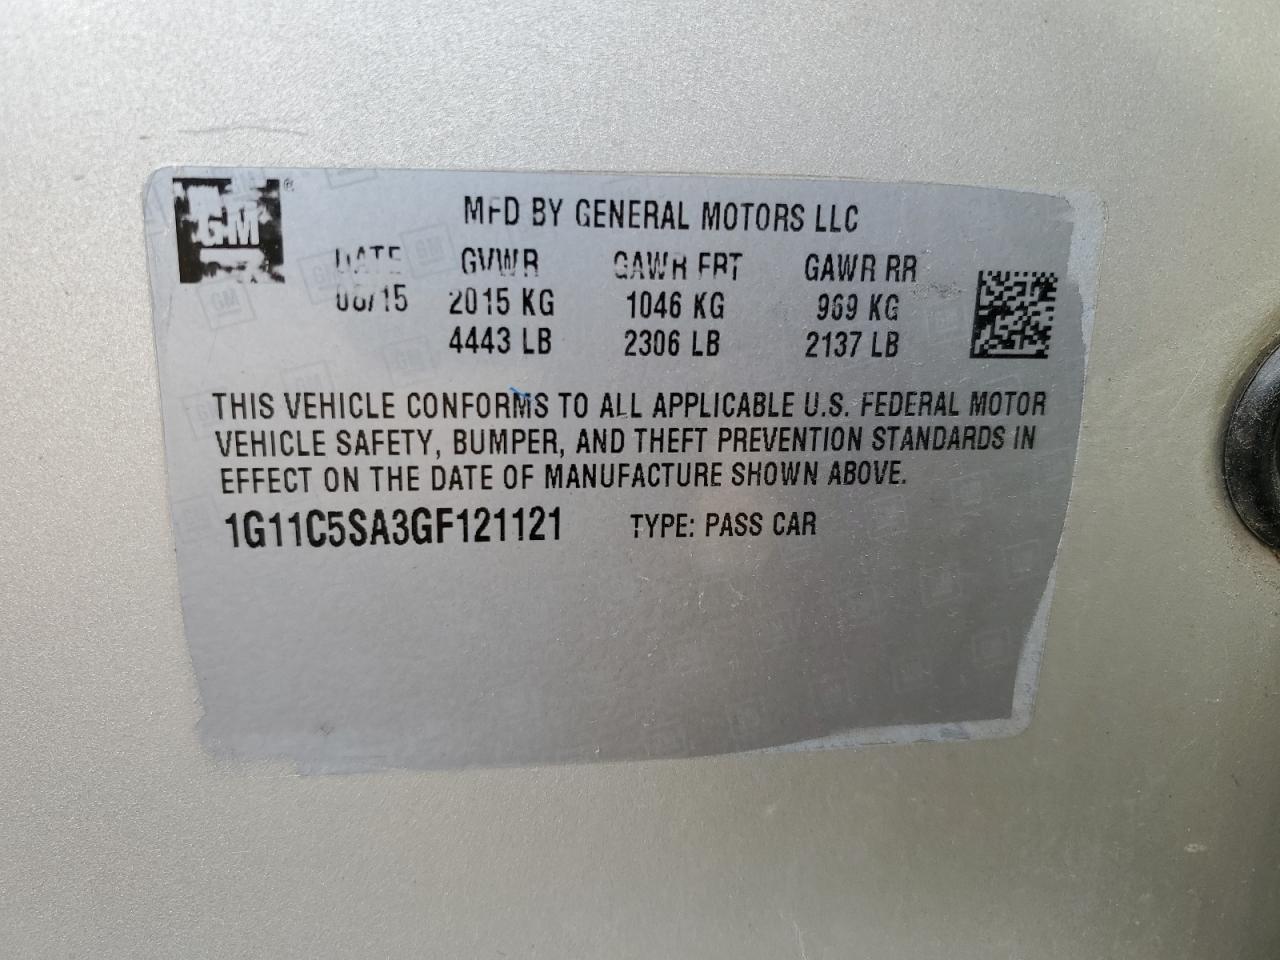 GM ®
MFD BY GENERAL MOTORS LLC
DATE GVWR GAWR FRT GAWR RR
06/15 2015 KG 1046 KG 969 KG
4443 LB 2306 LB 2137 LB
THIS VEHICLE CONFORMS TO ALL APPLICABLE U.S. FEDERAL MOTOR
VEHICLE SAFETY, BUMPER, AND THEFT PREVENTION STANDARDS IN
EFFECT ON THE DATE OF MANUFACTURE SHOWN ABOVE.
1G11C5SA3GF121121 TYPE: PASS CAR